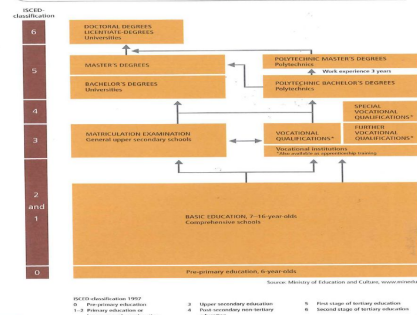 ISCED-
classification
6
DOCTORAL DEGREES
LICENTIATE-DEGREES
Universities
5
MASTER'S DEGREES
POLYTECHNIC MASTER'S DEGREES
Polytechnics
Work experience 3 years
BACHELOR'S DEGREES
Universities
POLYTECHNIC BACHELOR'S DEGREES
Polytechnics
4
SPECIAL
VOCATIONAL
QUALIFICATIONS*
3
MATRICULATION EXAMINATION
General upper secondary schools
VOCATIONAL
QUALIFICATIONS*
FURTHER
VOCATIONAL
QUALIFICATIONS*
Vocational Institutions
*Also available as apprenticeship training
2
and
1
BASIC EDUCATION, 7–16-year-olds
Comprehensive schools
0
Pre-primary education, 6-year-olds
Source: Ministry of Education and Culture,
ISCED-classification 1997
0 Pre-primary education
1–2 Primary education or
3 Upper secondary education
4 Post-secondary non-tertiary
5 First stage of tertiary education
6 Second stage of tertiary education